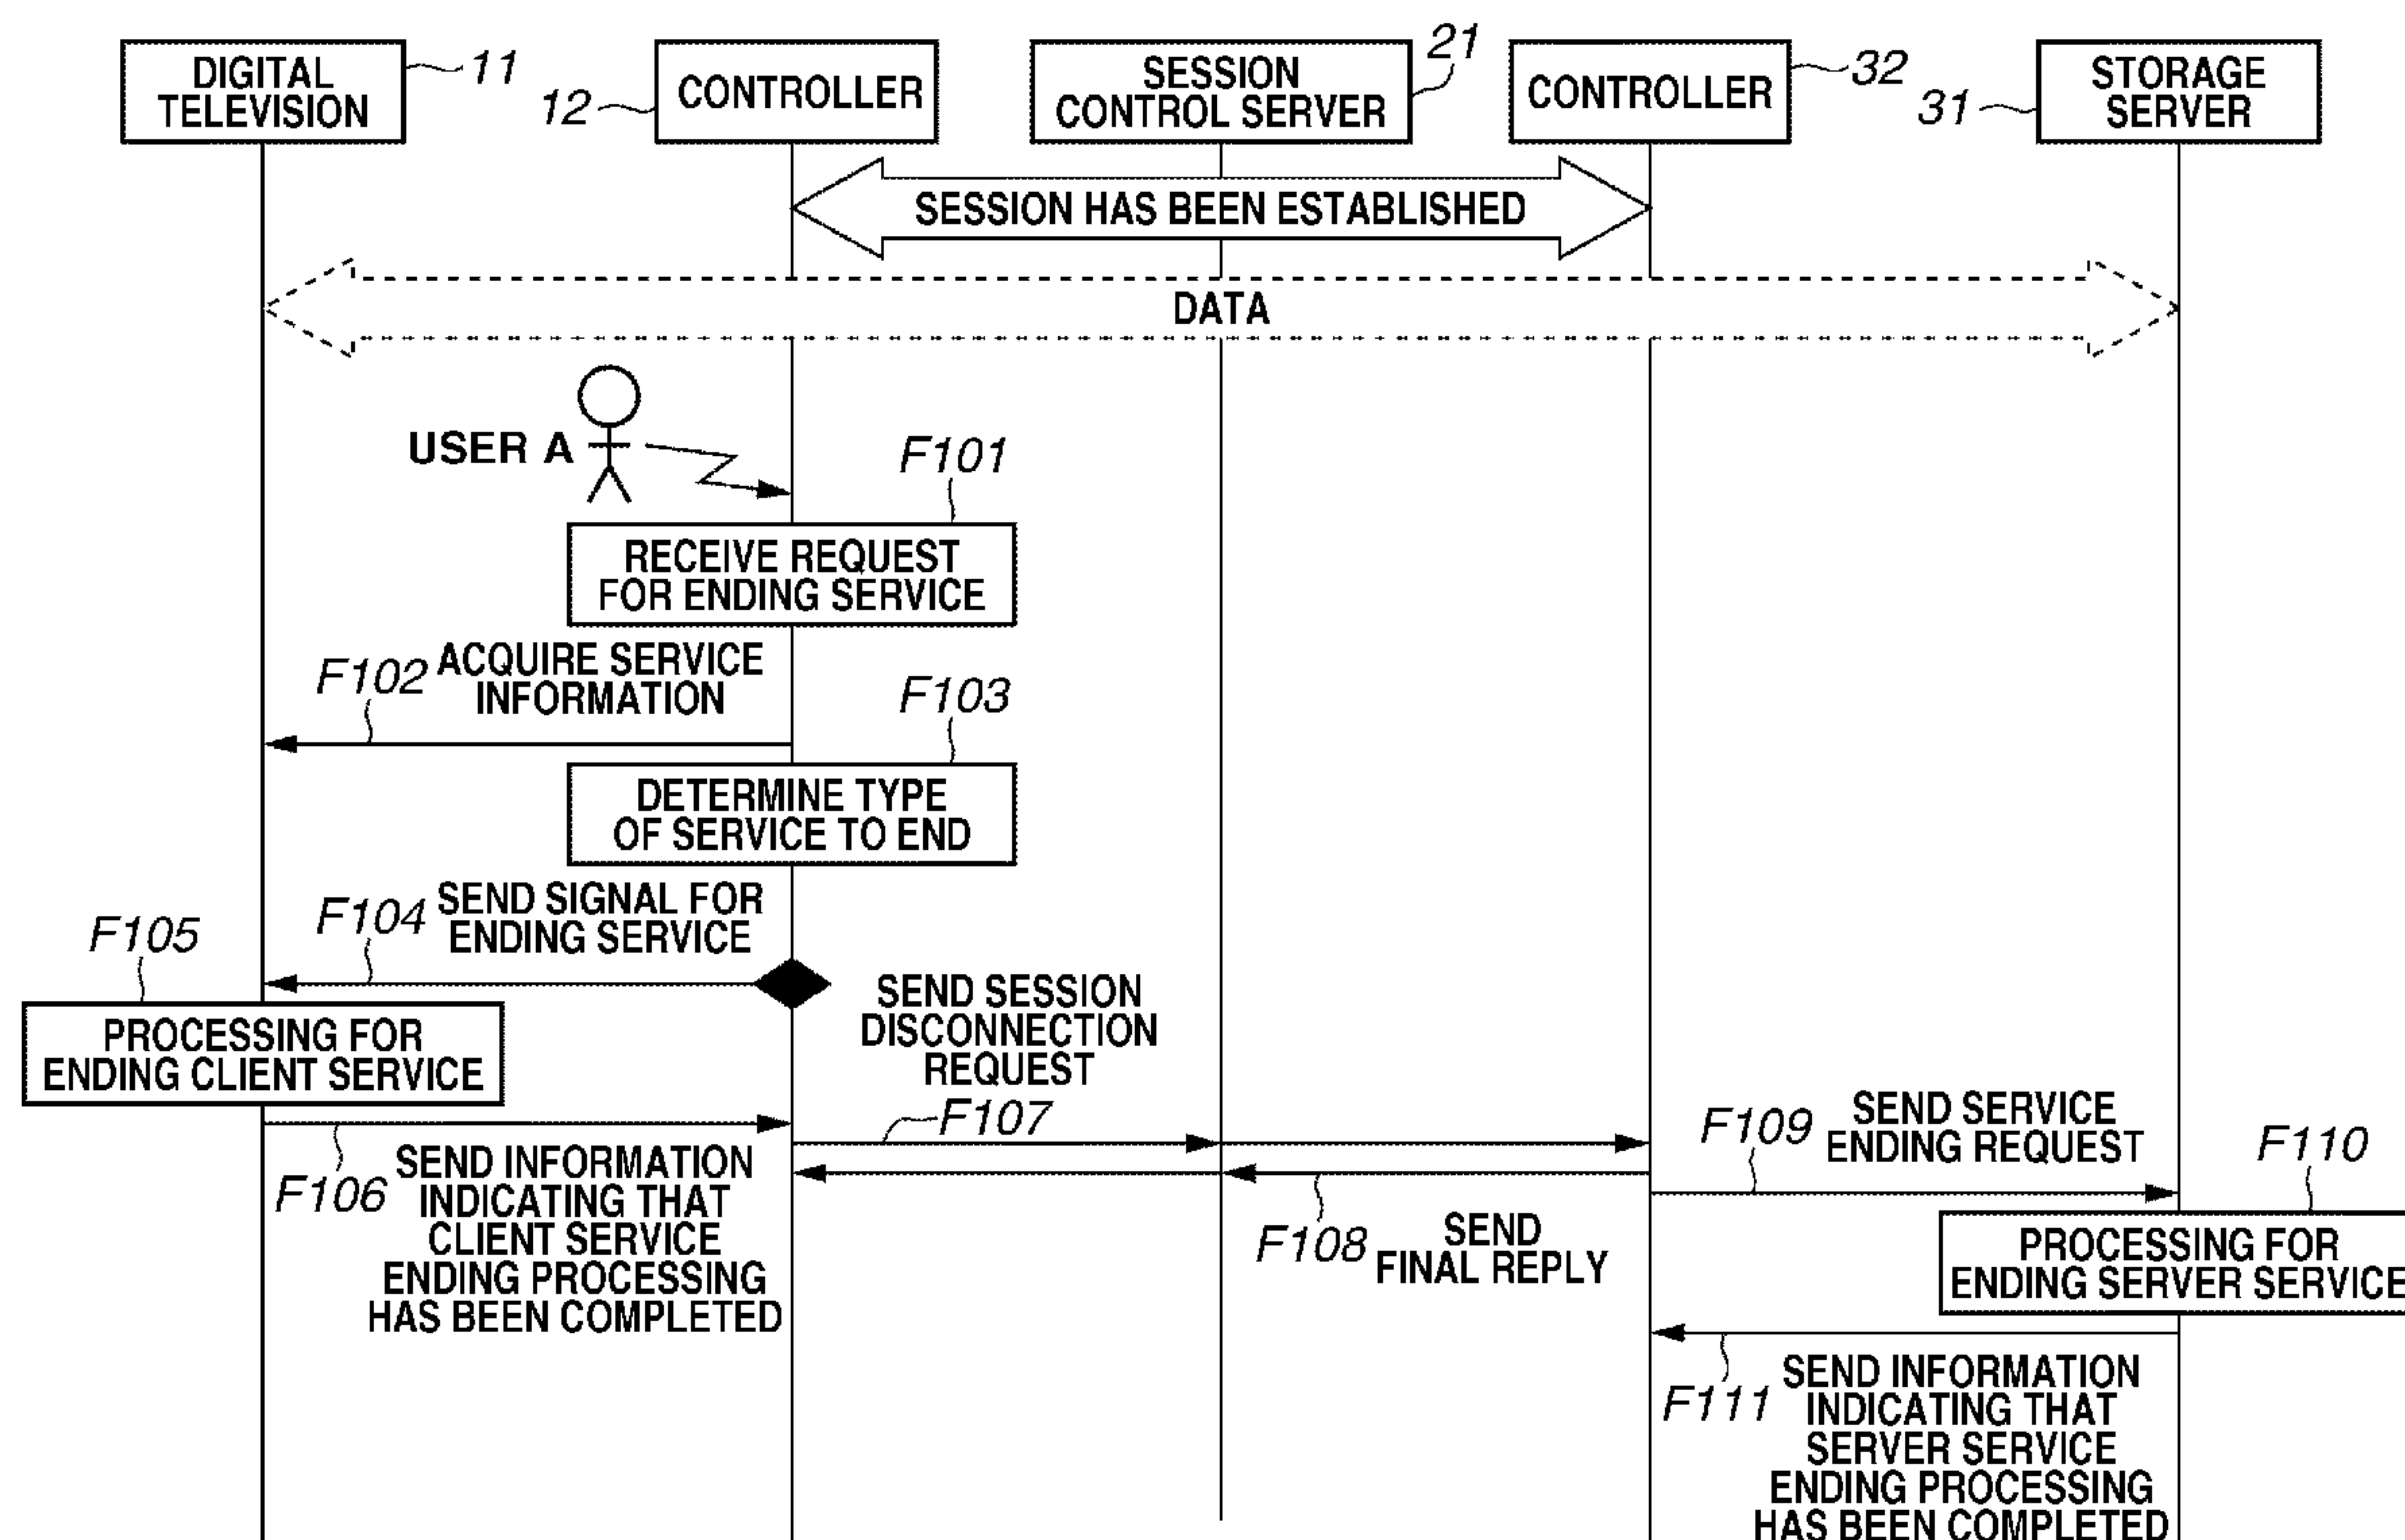 DIGITAL
TELEVISION
11
12
CONTROLLER
SESSION
CONTROL SERVER
21
CONTROLLER
32
31
STORAGE
SERVER
SESSION HAS BEEN ESTABLISHED
DATA
USER A
F101
RECEIVE REQUEST
FOR ENDING SERVICE
F102
ACQUIRE SERVICE
INFORMATION
F103
DETERMINE TYPE
OF SERVICE TO END
F104
SEND SIGNAL FOR
ENDING SERVICE
F105
PROCESSING FOR
ENDING CLIENT SERVICE
SEND SESSION
DISCONNECTION
REQUEST
F107
F106
SEND INFORMATION
INDICATING THAT
CLIENT SERVICE
ENDING PROCESSING
HAS BEEN COMPLETED
F108
SEND
FINAL REPLY
F109
SEND SERVICE
ENDING REQUEST
F110
PROCESSING FOR
ENDING SERVER SERVICE
F111
SEND INFORMATION
INDICATING THAT
SERVER SERVICE
ENDING PROCESSING
HAS BEEN COMPLETED